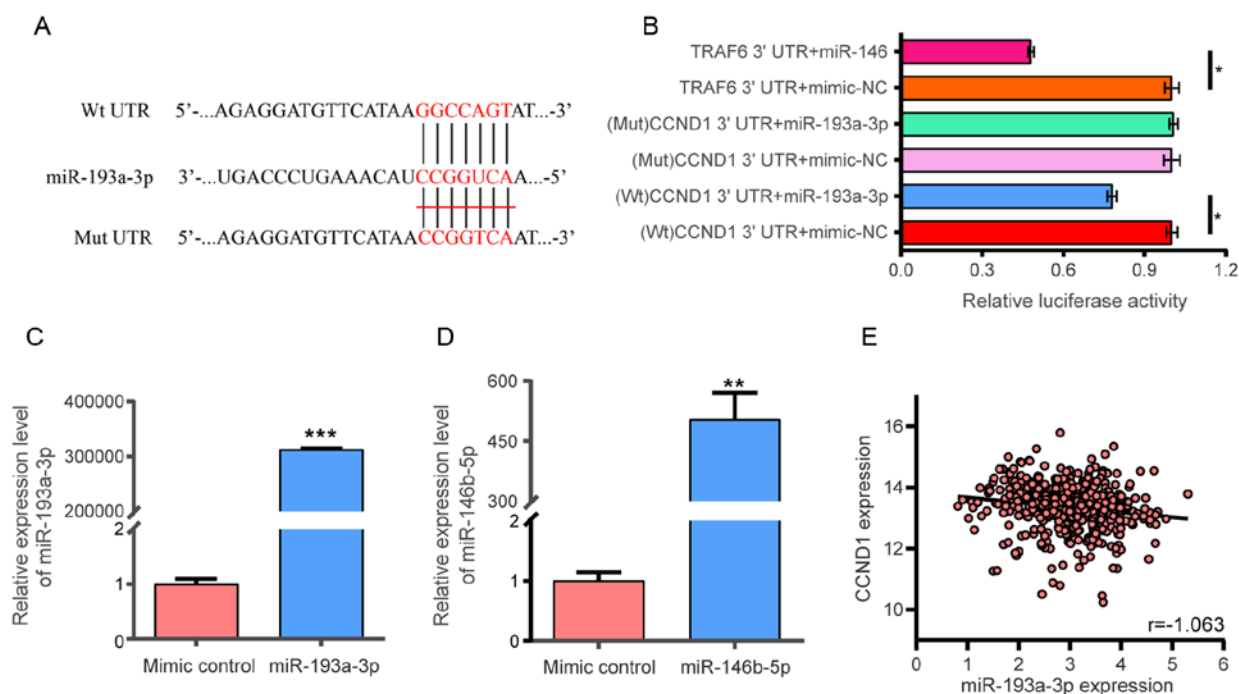 A
Wt UTR 5'-...AGAGGATGTTCATAAGGCCAGTAT...-3'
miR-193a-3p 3'-...UGACCCUGAAACAUCCGGUCAA...-5'
Mut UTR 5'-...AGAGGATGTTCATAACCGGTCAAT...-3'
B
TRAF6 3' UTR+miR-146
TRAF6 3' UTR+mimic-NC
(Mut)CCND1 3' UTR+miR-193a-3p
(Mut)CCND1 3' UTR+mimic-NC
(Wt)CCND1 3' UTR+miR-193a-3p
(Wt)CCND1 3' UTR+mimic-NC
*
*
0.0 0.3 0.6 0.9 1.2
Relative luciferase activity
C
Relative expression level
of miR-193a-3p
400000
300000
200000
2
1
0
***
Mimic control miR-193a-3p
D
Relative expression level
of miR-146b-5p
600
450
300
2
1
0
**
Mimic control miR-146b-5p
E
CCND1 expression
16
14
12
10
r=-1.063
0 1 2 3 4 5 6
miR-193a-3p expression